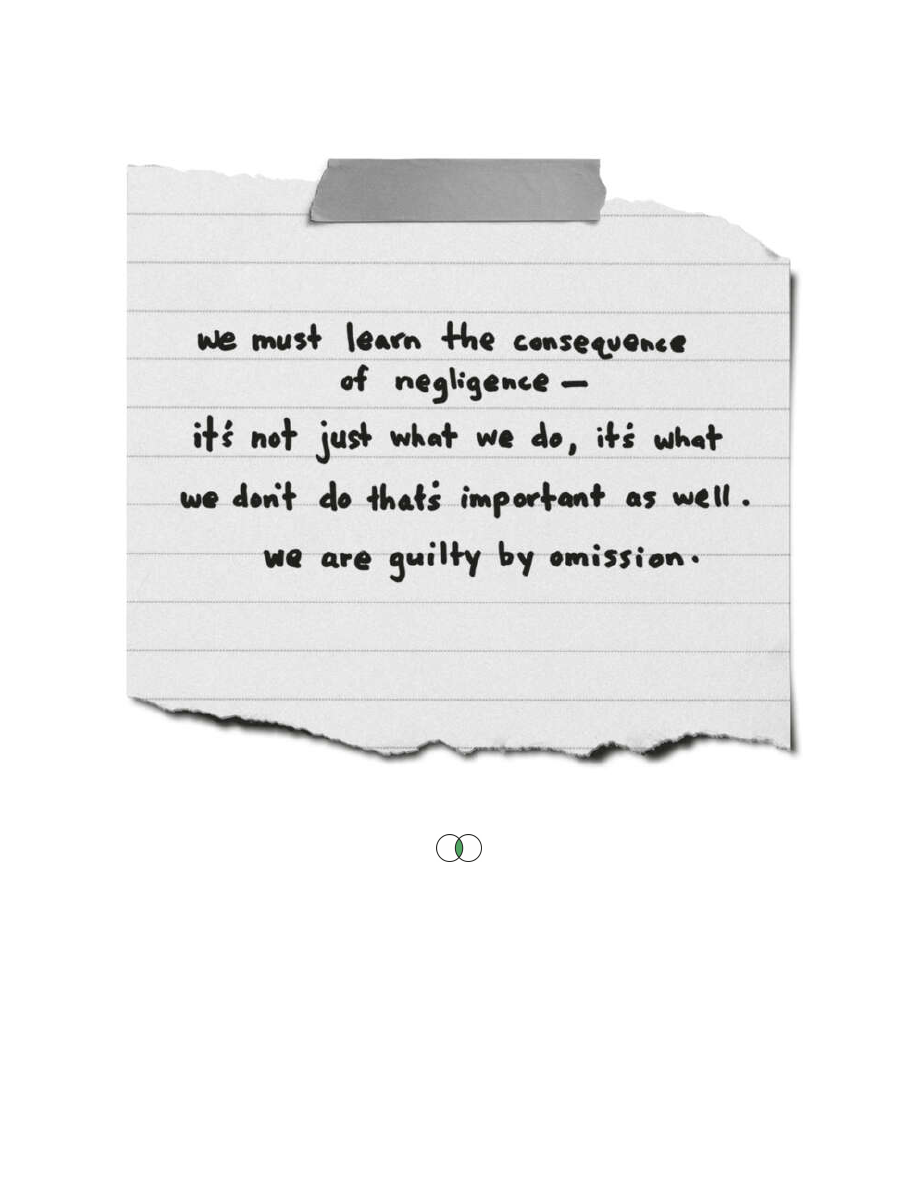 we must learn the consequence
of negligence —
it's not just what we do, it's what
we don't do that's important as well.
we are guilty by omission.